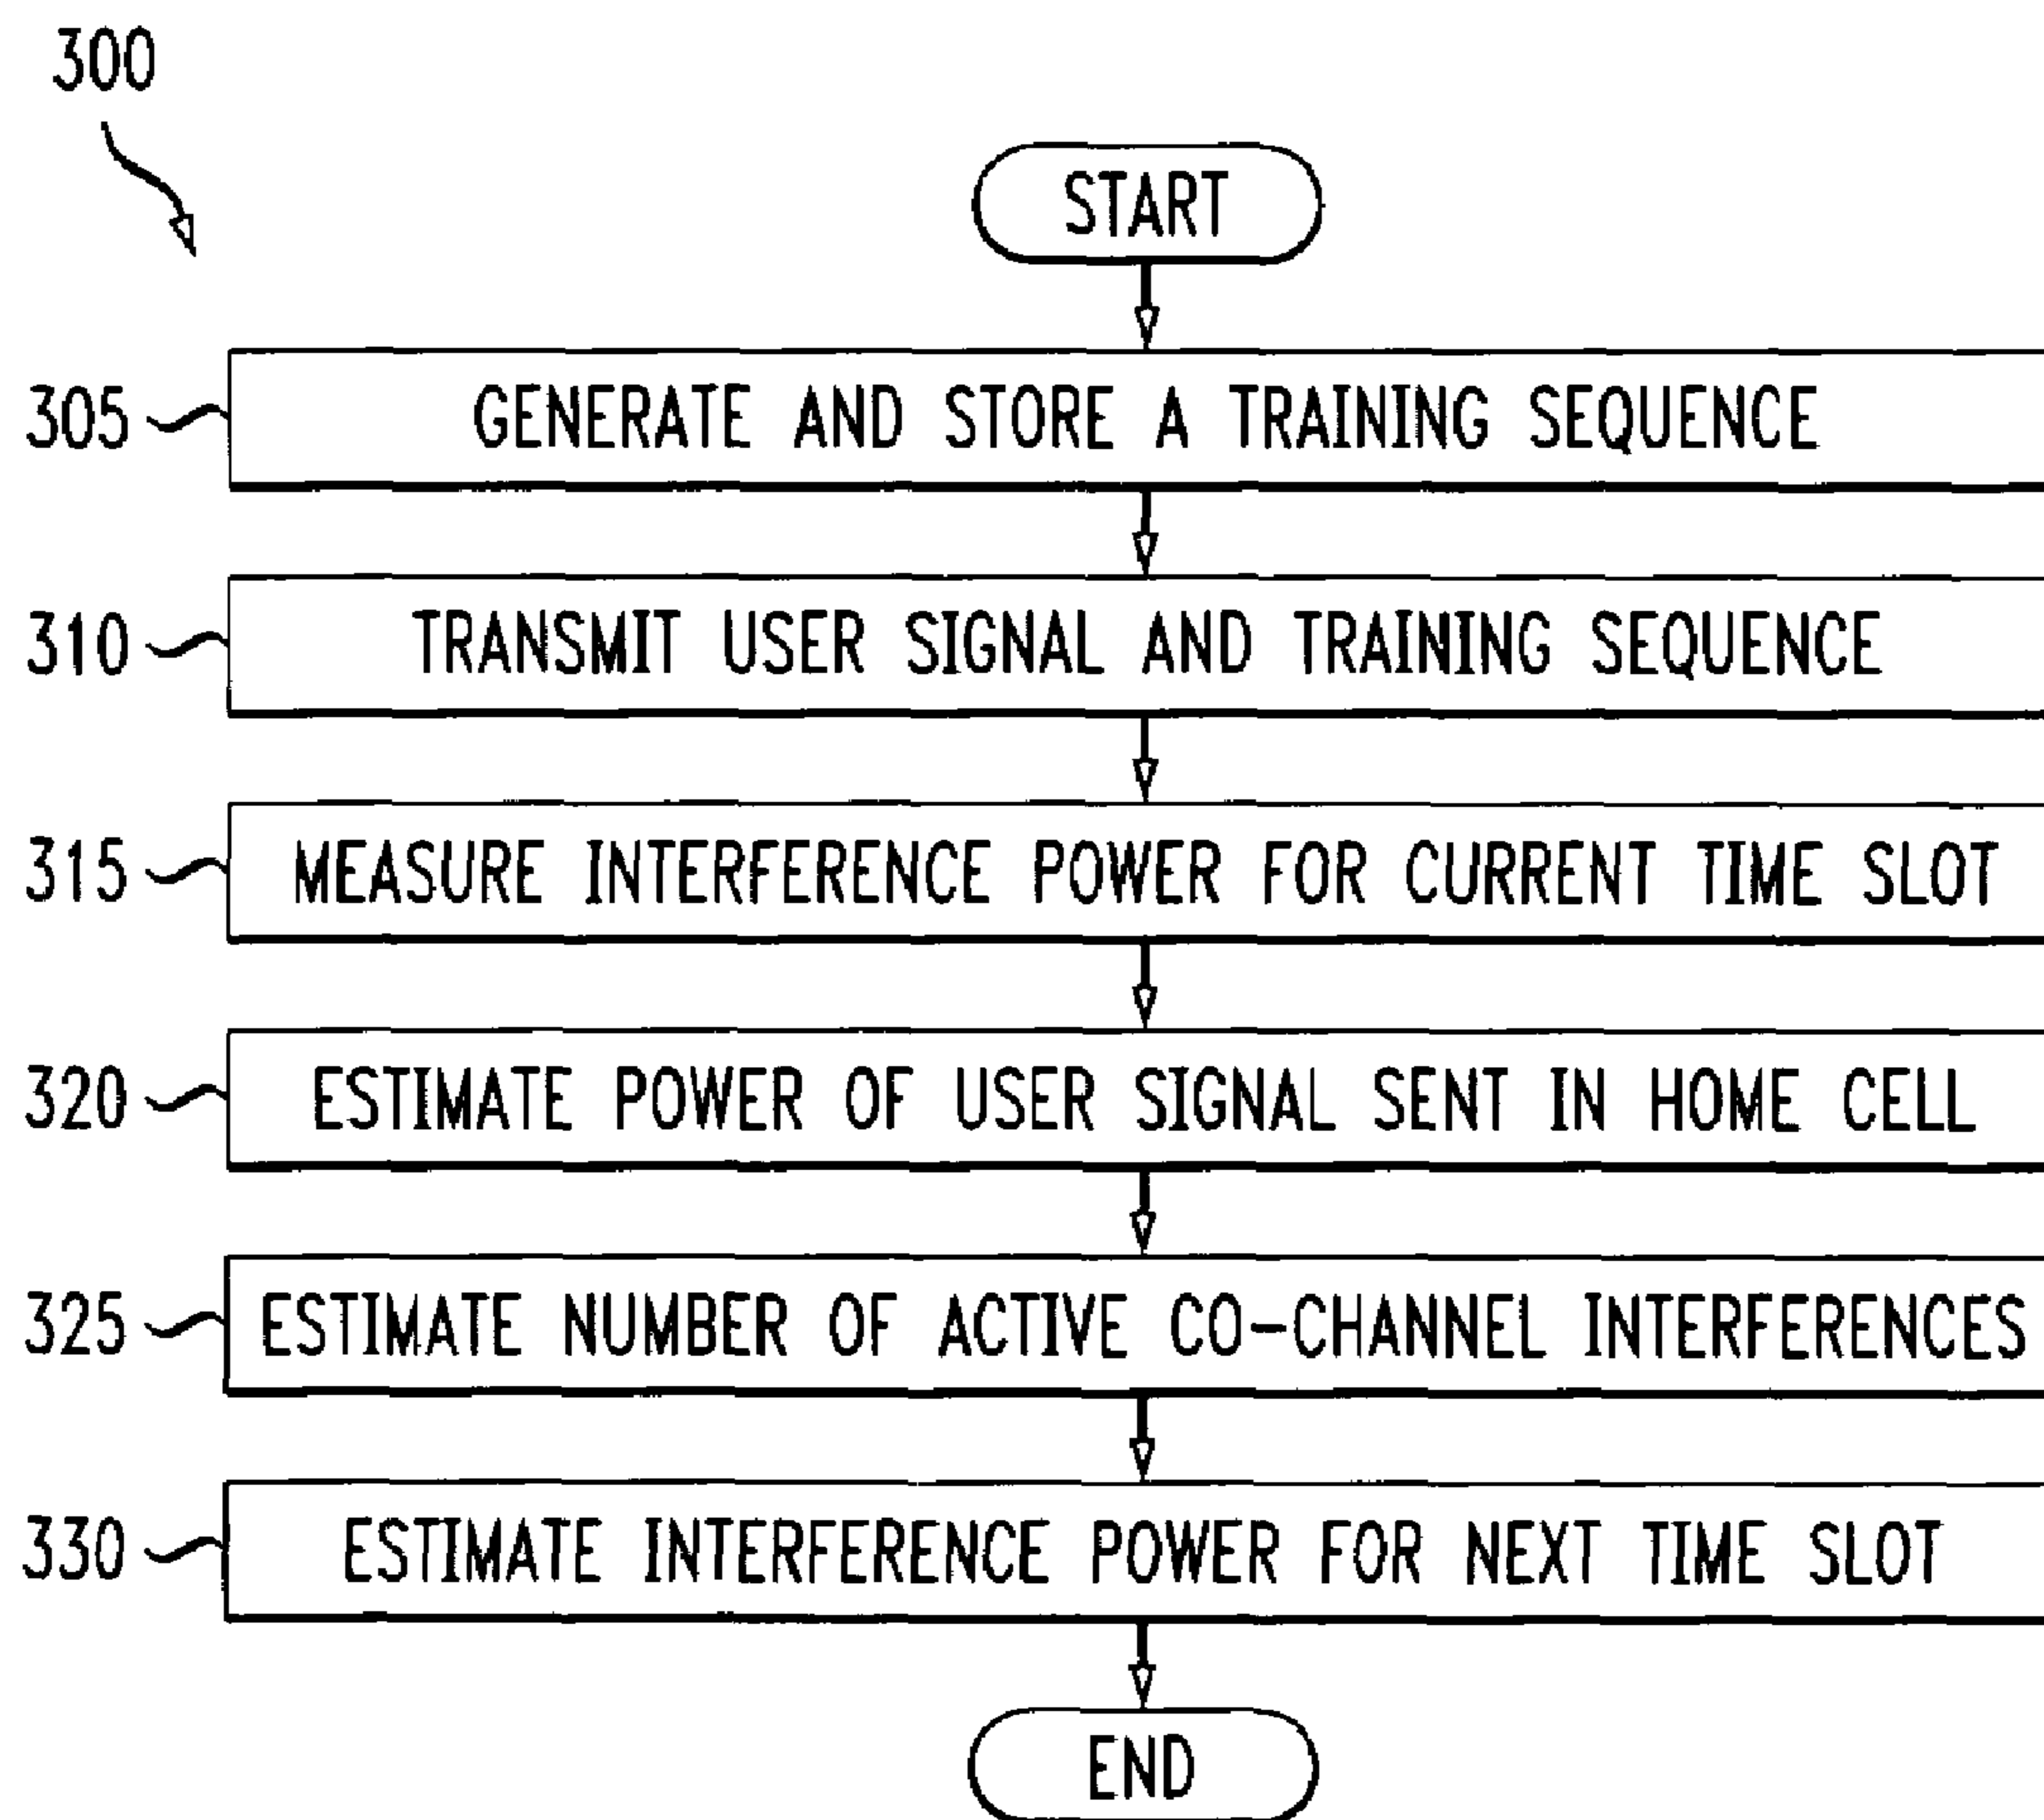 300
START
305 GENERATE AND STORE A TRAINING SEQUENCE
310 TRANSMIT USER SIGNAL AND TRAINING SEQUENCE
315 MEASURE INTERFERENCE POWER FOR CURRENT TIME SLOT
320 ESTIMATE POWER OF USER SIGNAL SENT IN HOME CELL
325 ESTIMATE NUMBER OF ACTIVE CO-CHANNEL INTERFERENCES
330 ESTIMATE INTERFERENCE POWER FOR NEXT TIME SLOT
END